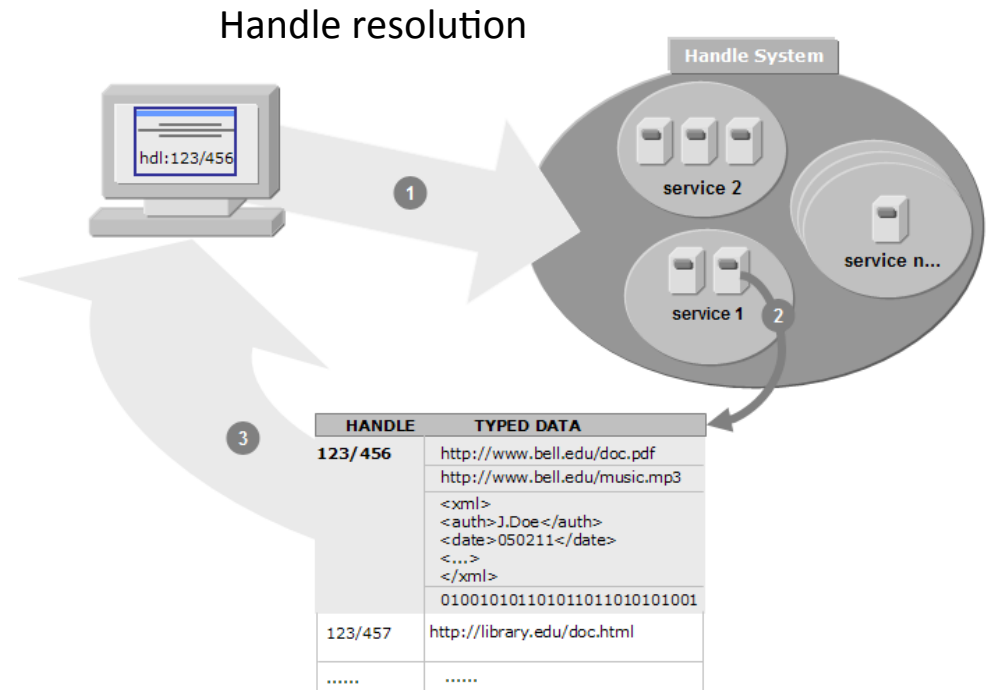 Handle resolution
Handle System
hdl:123/456
1
service 2
service n...
service 1
2
3
HANDLE TYPED DATA
123/456 http://www.bell.edu/doc.pdf
http://www.bell.edu/music.mp3
<xml>
<auth>J.Doe</auth>
<date>050211</date>
<...>
</xml>
0100101011010110110101010​01
123/457 http://library.edu/doc.html
...... ......